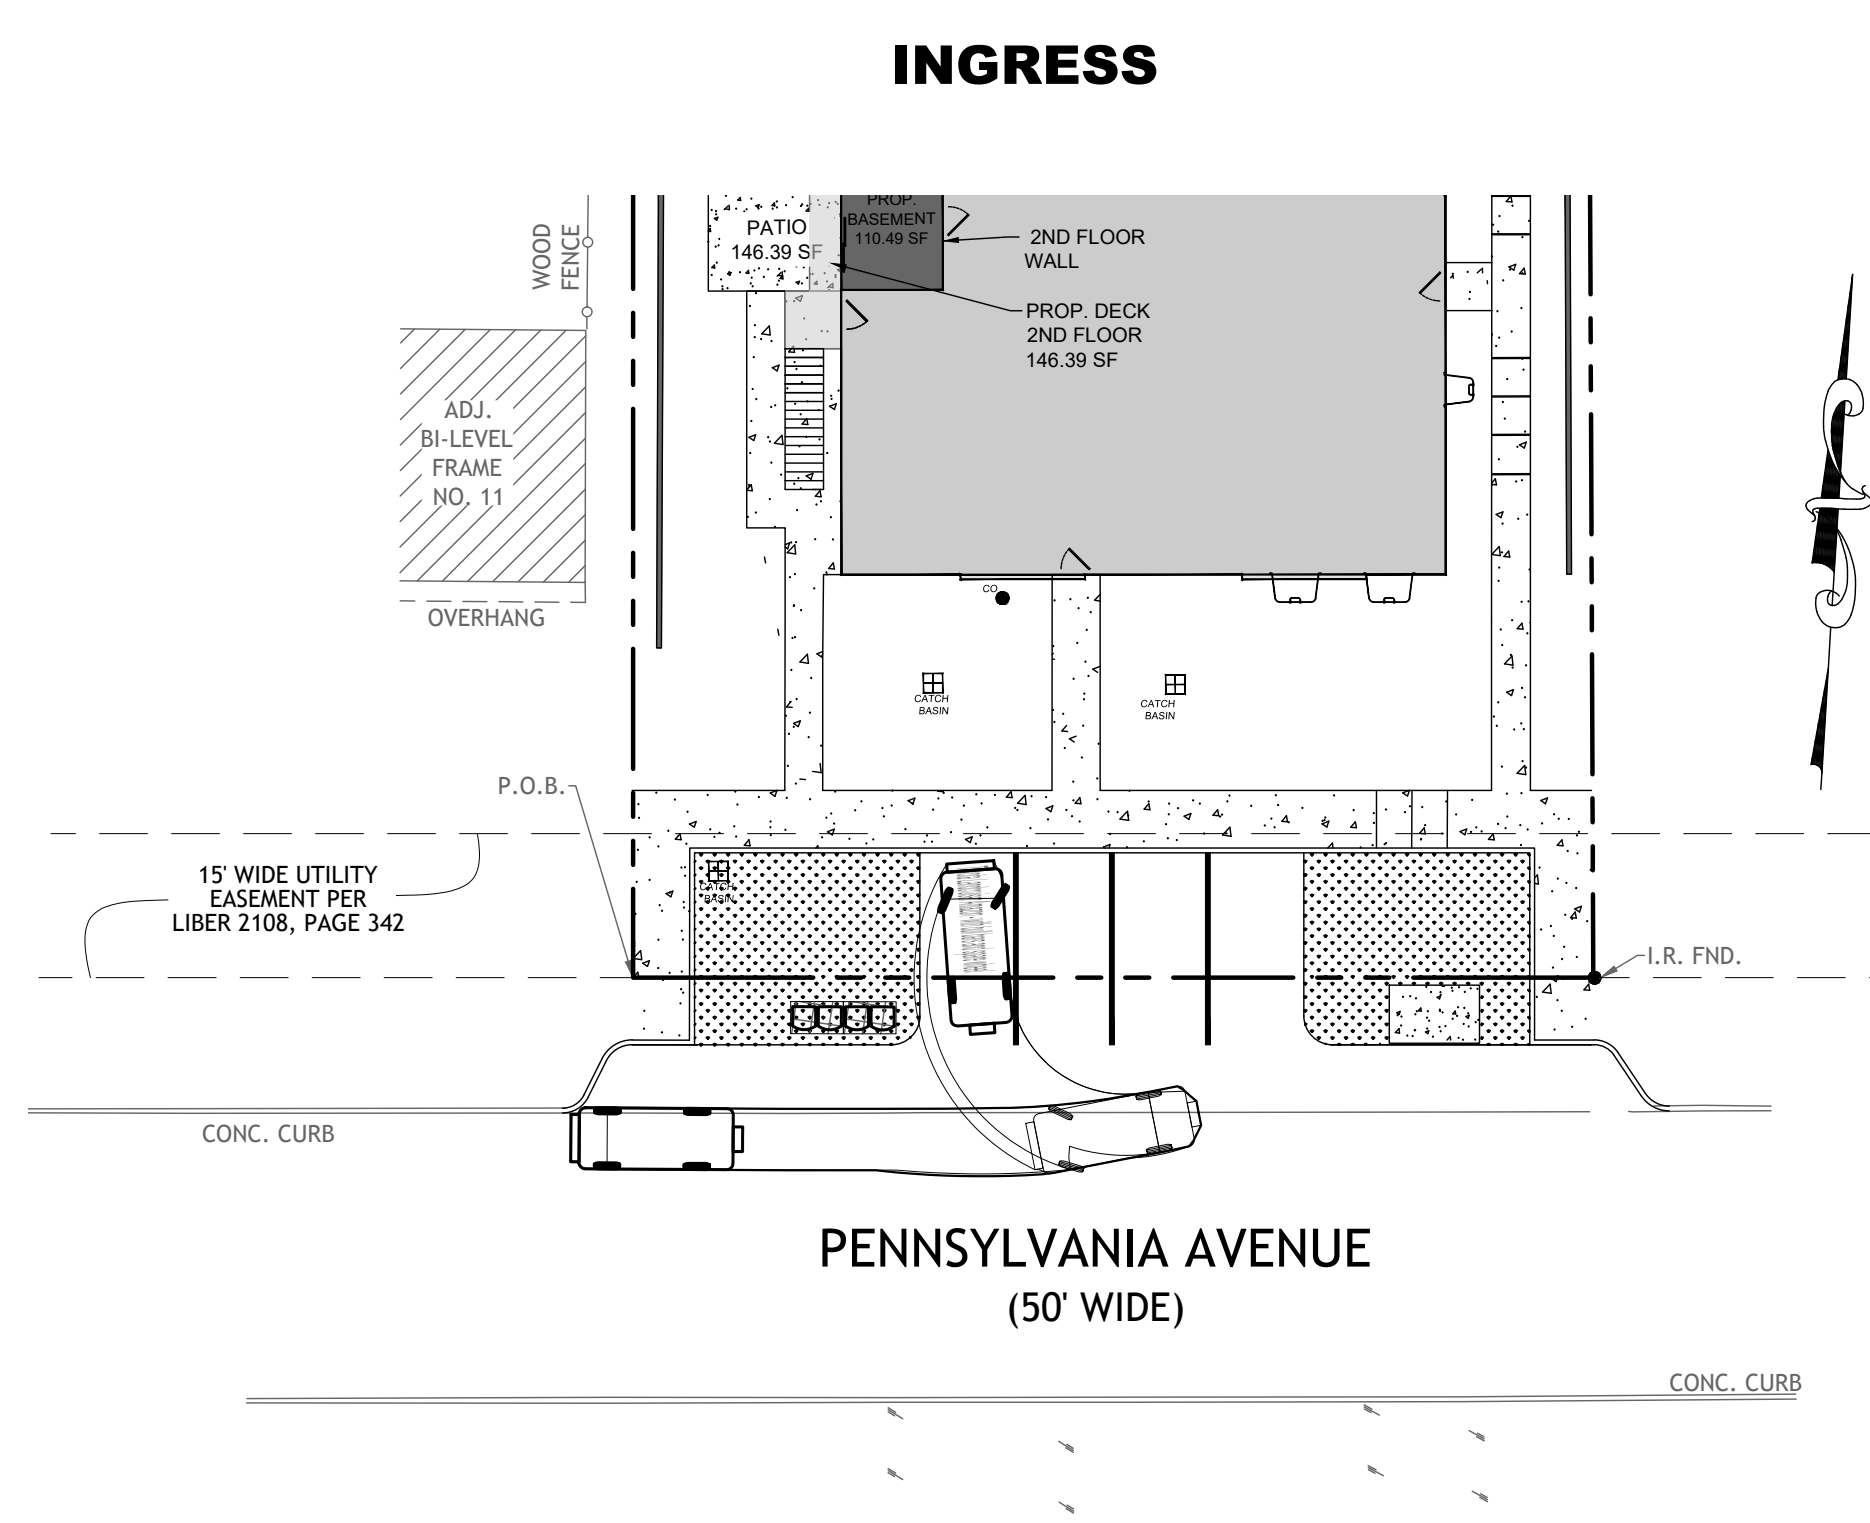 INGRESS
WOOD
FENCE
PATIO
146.39 SF
PROP.
BASEMENT
110.49 SF
2ND FLOOR
WALL
PROP. DECK
2ND FLOOR
146.39 SF
ADJ.
BI-LEVEL
FRAME
NO. 11
OVERHANG
CO
CATCH
BASIN
CATCH
BASIN
P.O.B.
15' WIDE UTILITY
EASEMENT PER
LIBER 2108, PAGE 342
CATCH
BASIN
I.R. FND.
CONC. CURB
PENNSYLVANIA AVENUE
(50' WIDE)
CONC. CURB